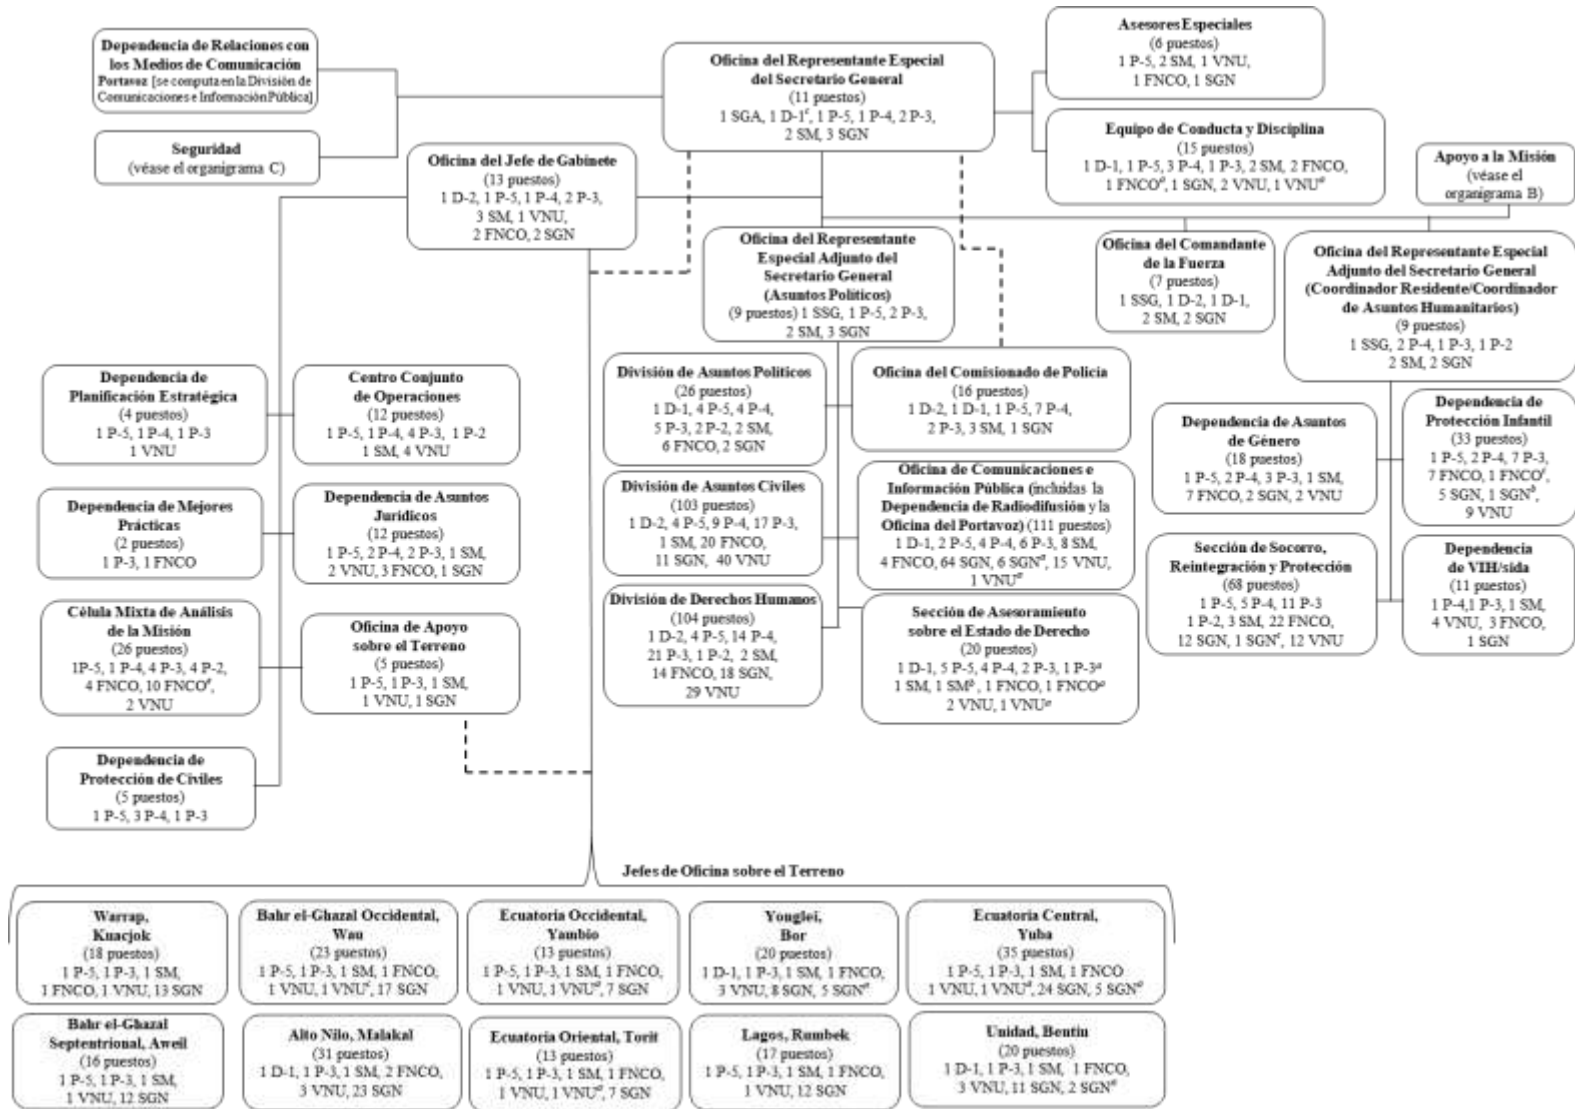 Dependencia de Relaciones con
los Medios de Comunicación
Portavoz [se computa en la División de
Comunicaciones e Información Pública]
Seguridad
(véase el organigrama C)
Oficina del Representante Especial
del Secretario General
(11 puestos)
1 SGA, 1 D-1ᶜ, 1 P-5, 1 P-4, 2 P-3,
2 SM, 3 SGN
Asesores Especiales
(6 puestos)
1 P-5, 2 SM, 1 VNU,
1 FNCO, 1 SGN
Equipo de Conducta y Disciplina
(15 puestos)
1 D-1, 1 P-5, 3 P-4, 1 P-3, 2 SM, 2 FNCO,
1 FNCOᵃ, 1 SGN, 2 VNU, 1 VNUᵃ
Apoyo a la Misión
(véase el
organigrama B)
Oficina del Jefe de Gabinete
(13 puestos)
1 D-2, 1 P-5, 1 P-4, 2 P-3,
3 SM, 1 VNU,
2 FNCO, 2 SGN
Oficina del Representante
Especial Adjunto del
Secretario General
(Asuntos Políticos)
(9 puestos) 1 SSG, 1 P-5, 2 P-3,
2 SM, 3 SGN
Oficina del Comandante
de la Fuerza
(7 puestos)
1 SSG, 1 D-2, 1 D-1,
2 SM, 2 SGN
Oficina del Representante Especial
Adjunto del Secretario General
(Coordinador Residente/Coordinador
de Asuntos Humanitarios)
(9 puestos)
1 SSG, 2 P-4, 1 P-3, 1 P-2
2 SM, 2 SGN
Dependencia de
Planificación Estratégica
(4 puestos)
1 P-5, 1 P-4, 1 P-3
1 VNU
Centro Conjunto
de Operaciones
(12 puestos)
1 P-5, 1 P-4, 4 P-3, 1 P-2
1 SM, 4 VNU
Dependencia de Mejores
Prácticas
(2 puestos)
1 P-3, 1 FNCO
Dependencia de Asuntos
Jurídicos
(12 puestos)
1 P-5, 2 P-4, 2 P-3, 1 SM,
2 VNU, 3 FNCO, 1 SGN
Célula Mixta de Análisis
de la Misión
(26 puestos)
1P-5, 1 P-4, 4 P-3, 4 P-2,
4 FNCO, 10 FNCOᵉ,
2 VNU
Oficina de Apoyo
sobre el Terreno
(5 puestos)
1 P-5, 1 P-3, 1 SM,
1 VNU, 1 SGN
Dependencia de
Protección de Civiles
(5 puestos)
1 P-5, 3 P-4, 1 P-3
División de Asuntos Políticos
(26 puestos)
1 D-1, 4 P-5, 4 P-4,
5 P-3, 2 P-2, 2 SM,
6 FNCO, 2 SGN
Oficina del Comisionado de Policía
(16 puestos)
1 D-2, 1 D-1, 1 P-5, 7 P-4,
2 P-3, 3 SM, 1 SGN
División de Asuntos Civiles
(103 puestos)
1 D-2, 4 P-5, 9 P-4, 17 P-3,
1 SM, 20 FNCO,
11 SGN, 40 VNU
Oficina de Comunicaciones e
Información Pública (incluidas la
Dependencia de Radiodifusión y la
Oficina del Portavoz) (111 puestos)
1 D-1, 2 P-5, 4 P-4, 6 P-3, 8 SM,
4 FNCO, 64 SGN, 6 SGNᵃ, 15 VNU,
1 VNUᵃ
División de Derechos Humanos
(104 puestos)
1 D-2, 4 P-5, 14 P-4,
21 P-3, 1 P-2, 2 SM,
14 FNCO, 18 SGN,
29 VNU
Sección de Asesoramiento
sobre el Estado de Derecho
(20 puestos)
1 D-1, 5 P-5, 4 P-4, 2 P-3, 1 P-3ᵃ
1 SM, 1 SMᵇ, 1 FNCO, 1 FNCOᵃ
2 VNU, 1 VNUᵃ
Dependencia de Asuntos
de Género
(18 puestos)
1 P-5, 2 P-4, 3 P-3, 1 SM,
7 FNCO, 2 SGN, 2 VNU
Dependencia de
Protección Infantil
(33 puestos)
1 P-5, 2 P-4, 7 P-3,
7 FNCO, 1 FNCOᶜ,
5 SGN, 1 SGNᵇ,
9 VNU
Sección de Socorro,
Reintegración y Protección
(68 puestos)
1 P-5, 5 P-4, 11 P-3
1 P-2, 3 SM, 22 FNCO,
12 SGN, 1 SGNᶜ, 12 VNU
Dependencia
de VIH/sida
(11 puestos)
1 P-4,1 P-3, 1 SM,
4 VNU, 3 FNCO,
1 SGN
Jefes de Oficina sobre el Terreno
Warrap,
Kuacjok
(18 puestos)
1 P-5, 1 P-3, 1 SM,
1 FNCO, 1 VNU, 13 SGN
Bahr el-Ghazal Occidental,
Wau
(23 puestos)
1 P-5, 1 P-3, 1 SM, 1 FNCO,
1 VNU, 1 VNUᶜ, 17 SGN
Ecuatoria Occidental,
Yambio
(13 puestos)
1 P-5, 1 P-3, 1 SM, 1 FNCO,
1 VNU, 1 VNUᵃ, 7 SGN
Yonglei,
Bor
(20 puestos)
1 D-1, 1 P-3, 1 SM, 1 FNCO,
3 VNU, 8 SGN, 5 SGNᵃ
Ecuatoria Central,
Yuba
(35 puestos)
1 P-5, 1 P-3, 1 SM, 1 FNCO
1 VNU, 1 VNUᵃ, 24 SGN, 5 SGNᵃ
Bahr el-Ghazal
Septentrional, Aweil
(16 puestos)
1 P-5, 1 P-3, 1 SM,
1 VNU, 12 SGN
Alto Nilo, Malakal
(31 puestos)
1 D-1, 1 P-3, 1 SM, 2 FNCO,
3 VNU, 23 SGN
Ecuatoria Oriental, Torit
(13 puestos)
1 P-5, 1 P-3, 1 SM, 1 FNCO,
1 VNU, 1 VNUᵃ, 7 SGN
Lagos, Rumbek
(17 puestos)
1 P-5, 1 P-3, 1 SM, 1 FNCO,
1 VNU, 12 SGN
Unidad, Bentiu
(20 puestos)
1 D-1, 1 P-3, 1 SM, 1 FNCO,
3 VNU, 11 SGN, 2 SGNᵃ